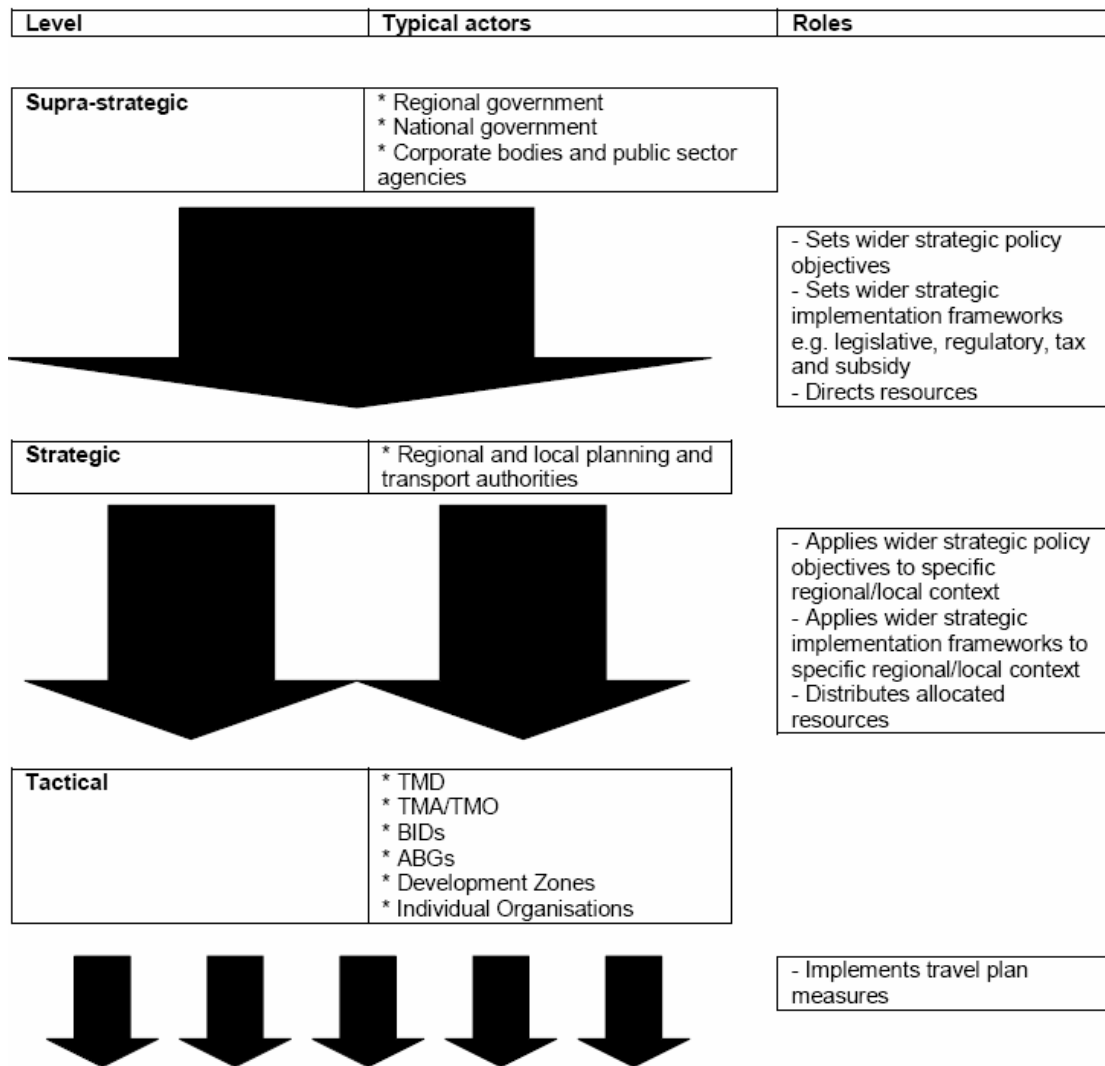 Level Typical actors Roles
Supra-strategic
* Regional government
* National government
* Corporate bodies and public sector
agencies
- Sets wider strategic policy
objectives
- Sets wider strategic
implementation frameworks
e.g. legislative, regulatory, tax
and subsidy
- Directs resources
Strategic
* Regional and local planning and
transport authorities
- Applies wider strategic policy
objectives to specific
regional/local context
- Applies wider strategic
implementation frameworks to
specific regional/local context
- Distributes allocated
resources
Tactical
* TMD
* TMA/TMO
* BIDs
* ABGs
* Development Zones
* Individual Organisations
- Implements travel plan
measures